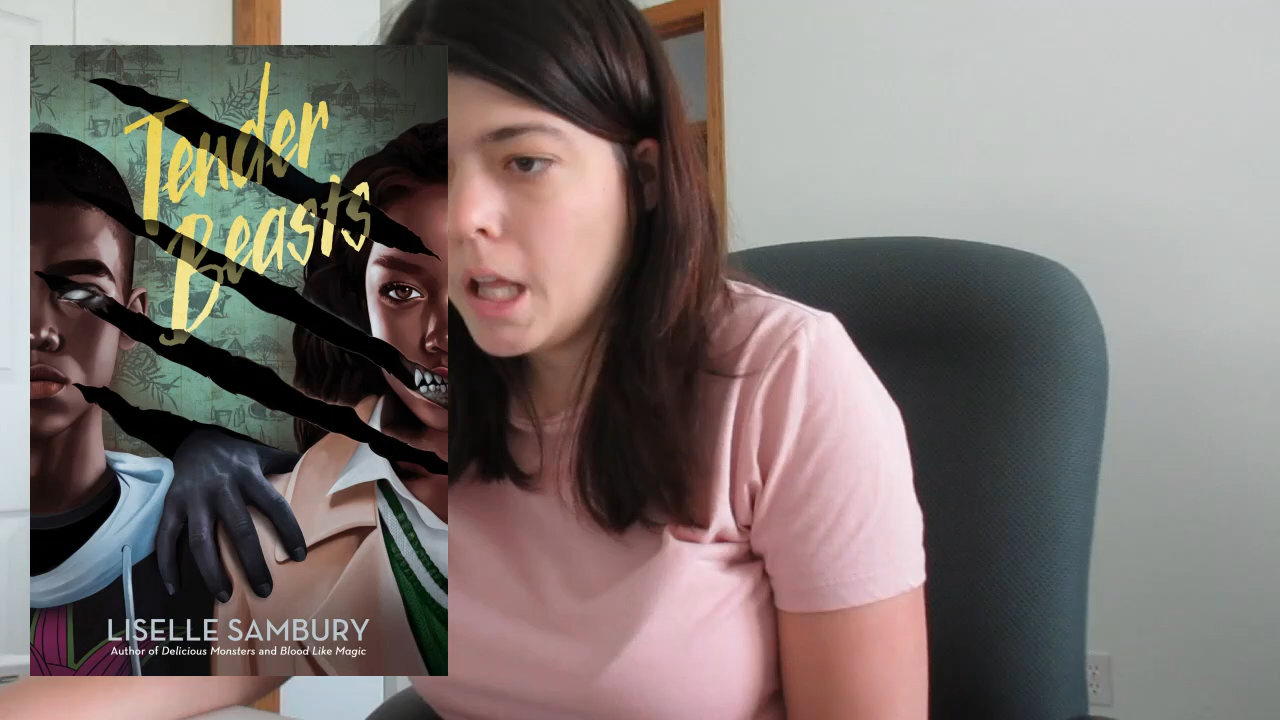 Tender
Beasts
LISELLE SAMBURY
Author of Delicious Monsters and Blood Like Magic